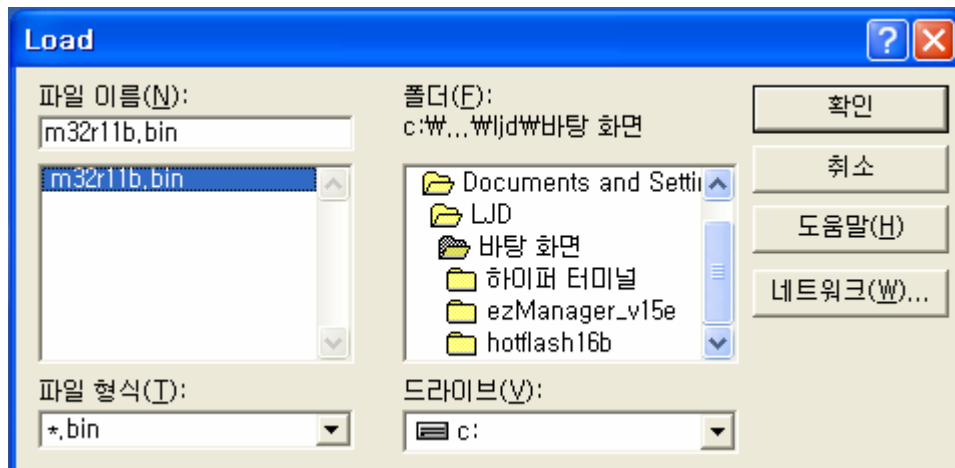 Load
파일 이름(N):
m32r11b.bin
m32r11b.bin
파일 형식(T):
*.bin
폴더(F):
c:₩...₩ljd₩바탕 화면
Documents and Settin
LJD
바탕 화면
하이퍼 터미널
ezManager_v15e
hotflash16b
드라이브(V):
c:
확인
취소
도움말(H)
네트워크(W)...